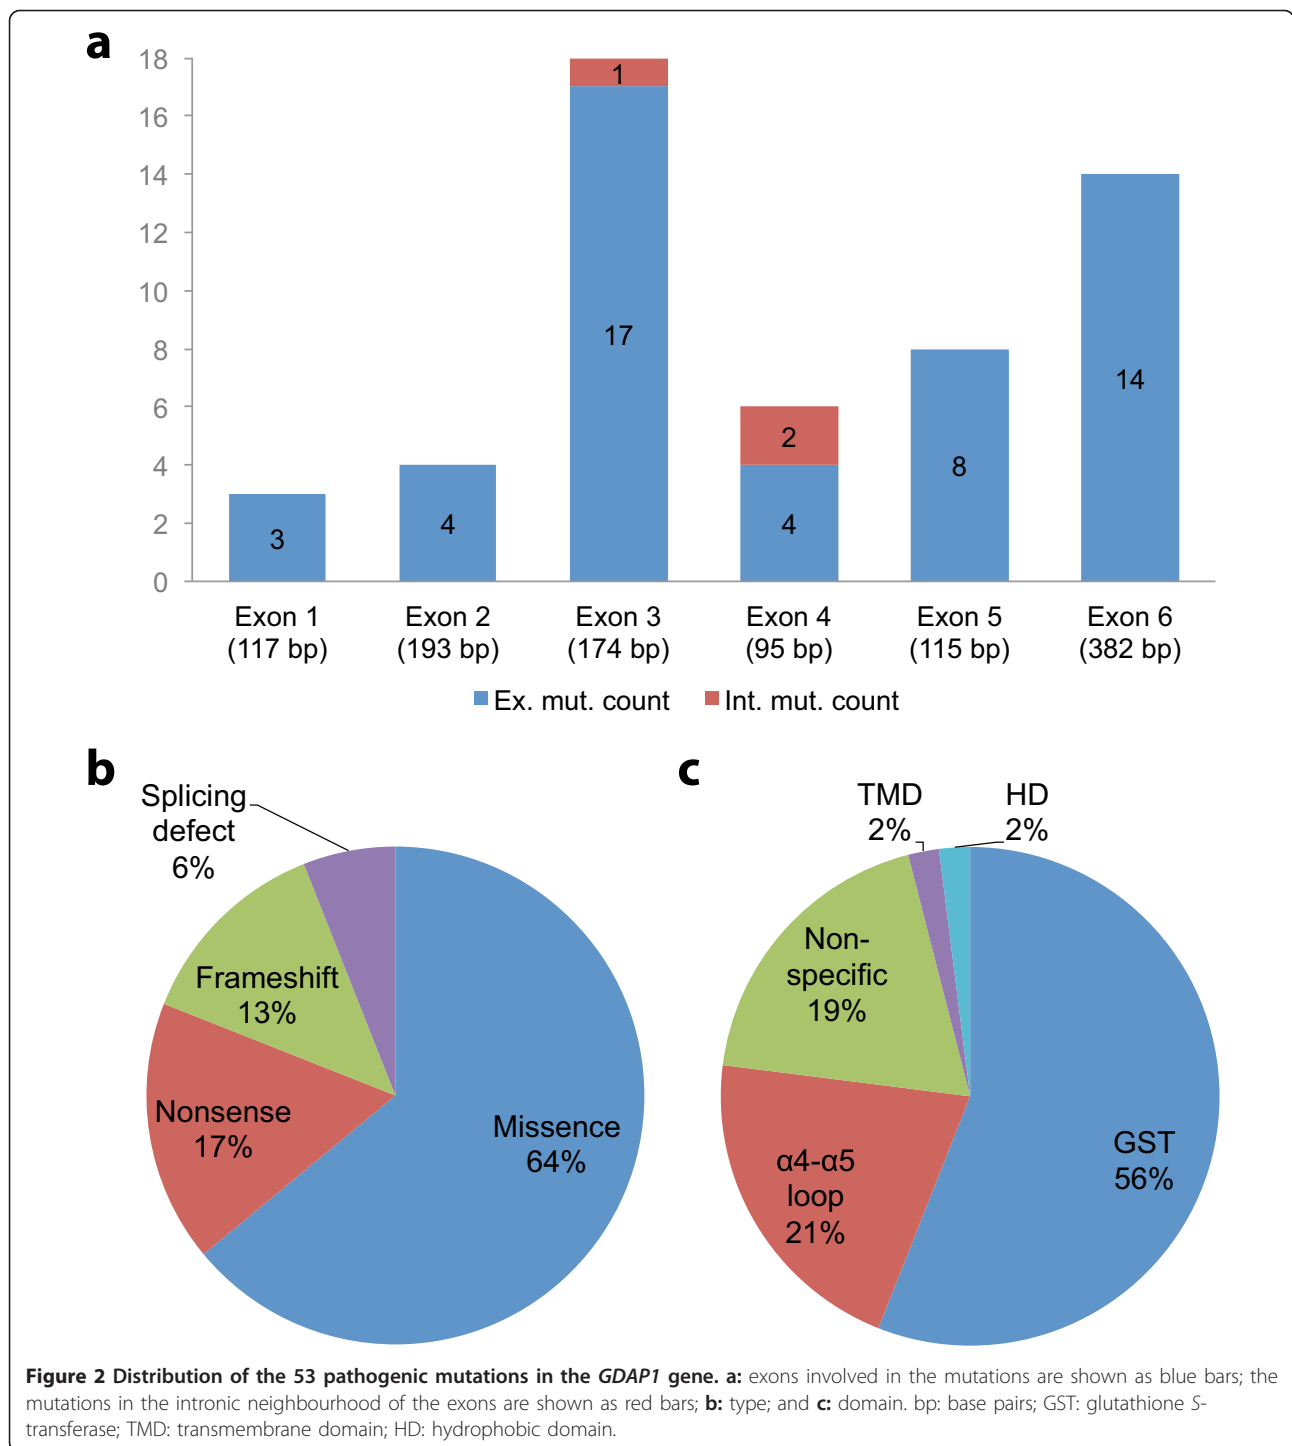 a
18
16
14
12
10
8
6
4
2
0
3
4
1
17
2
4
8
14
Exon 1
(117 bp)
Exon 2
(193 bp)
Exon 3
(174 bp)
Exon 4
(95 bp)
Exon 5
(115 bp)
Exon 6
(382 bp)
Ex. mut. count
Int. mut. count
b
Splicing
defect
6%
Frameshift
13%
Nonsense
17%
Missence
64%
c
TMD
2%
HD
2%
Non-
specific
19%
α4-α5
loop
21%
GST
56%
Figure 2 Distribution of the 53 pathogenic mutations in the GDAP1 gene. a: exons involved in the mutations are shown as blue bars; the
mutations in the intronic neighbourhood of the exons are shown as red bars; b: type; and c: domain. bp: base pairs; GST: glutathione S-
transferase; TMD: transmembrane domain; HD: hydrophobic domain.